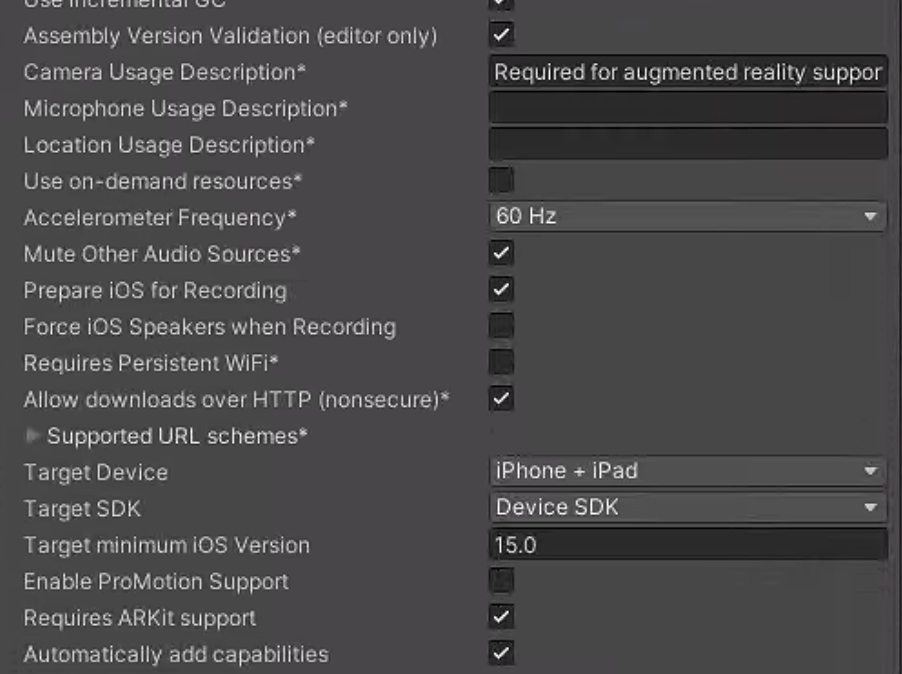 Use incremental GC
Assembly Version Validation (editor only)
Camera Usage Description* Required for augmented reality suppor
Microphone Usage Description*
Location Usage Description*
Use on-demand resources*
Accelerometer Frequency* 60 Hz
Mute Other Audio Sources*
Prepare iOS for Recording
Force iOS Speakers when Recording
Requires Persistent WiFi*
Allow downloads over HTTP (nonsecure)*
Supported URL schemes*
Target Device iPhone + iPad
Target SDK Device SDK
Target minimum iOS Version 15.0
Enable ProMotion Support
Requires ARKit support
Automatically add capabilities